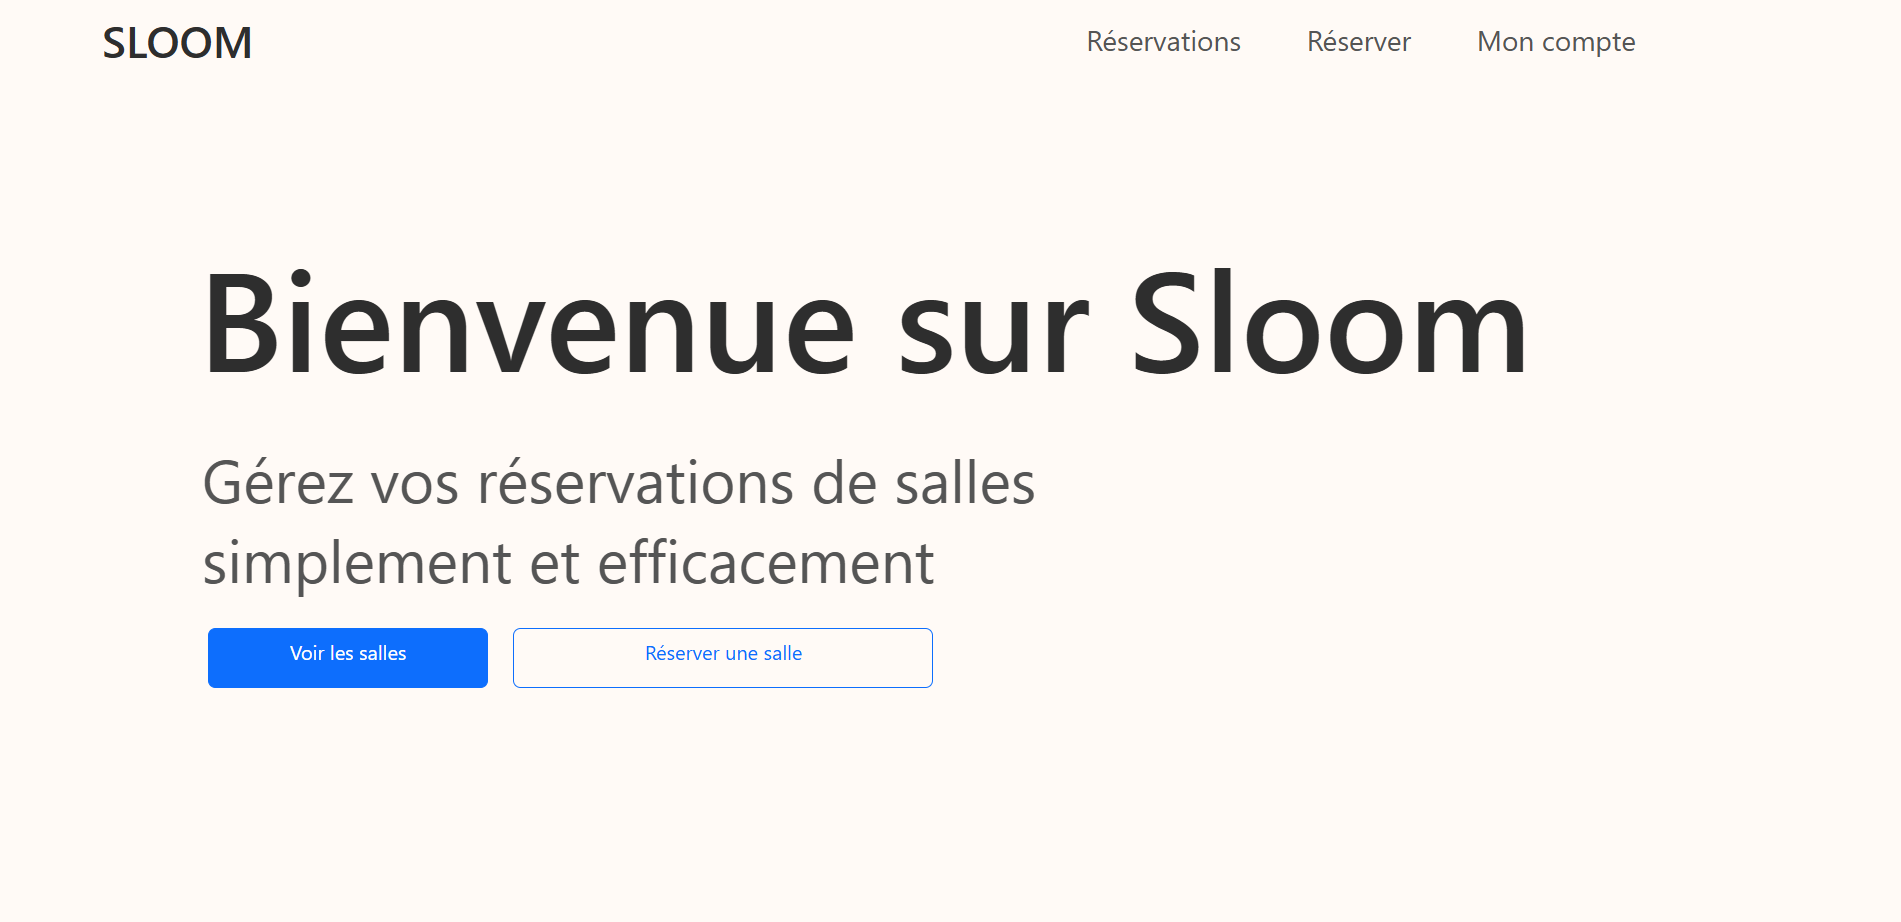 SLOOM
Réservations
Réserver
Mon compte
Bienvenue sur Sloom
Gérez vos réservations de salles
simplement et efficacement
Voir les salles
Réserver une salle